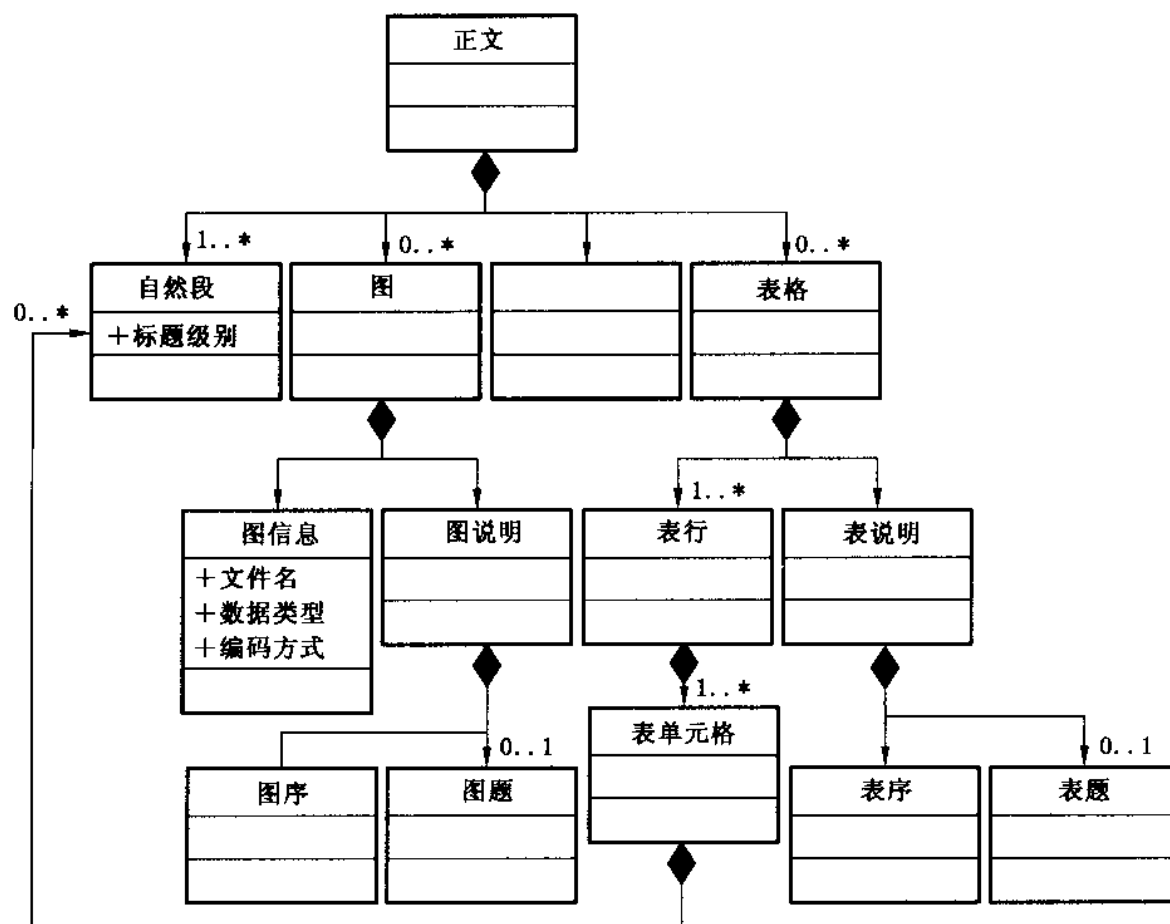 正文
1..*
0..*
0..*
自然段
图
表格
0..*
+标题级别
1..*
图信息
图说明
表行
表说明
+文件名
+数据类型
+编码方式
1..*
表单元格
0..1
0..1
图序
图题
表序
表题